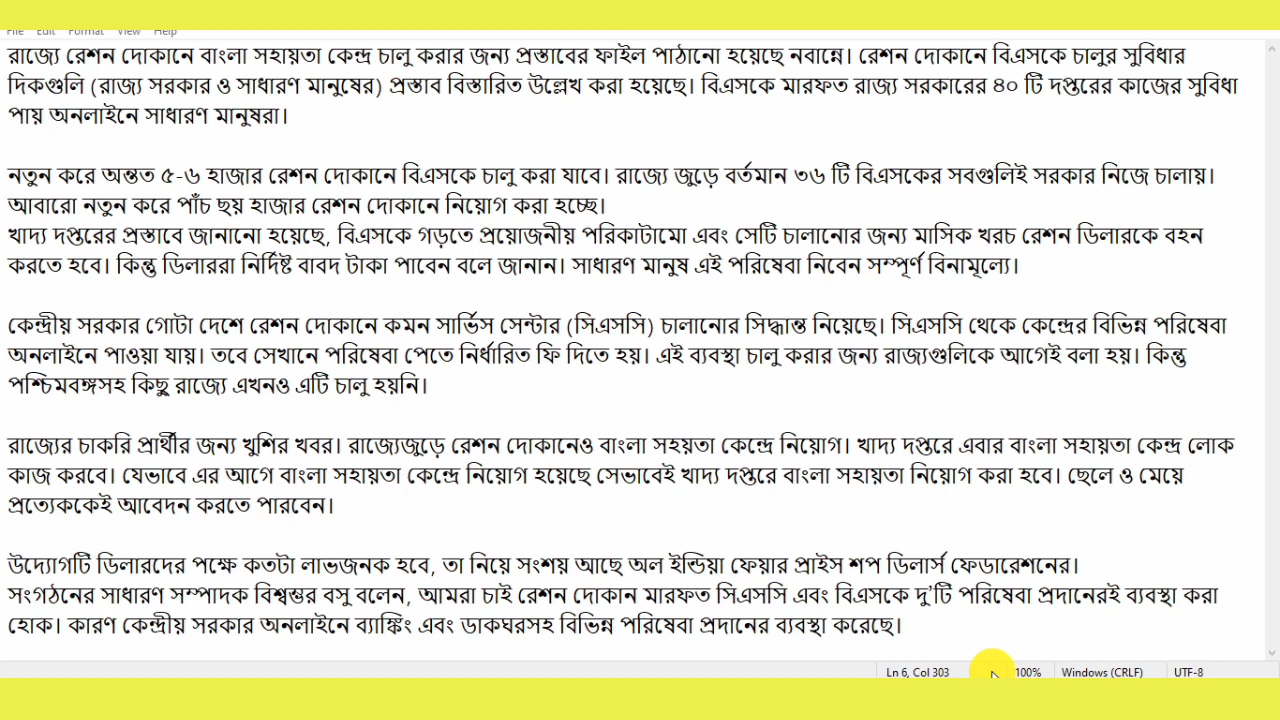 File Edit Format View Help
রাজ্যে রেশন দোকানে বাংলা সহায়তা কেন্দ্র চালু করার জন্য প্রস্তাবের ফাইল পাঠানো হয়েছে নবান্নে। রেশন দোকানে বিএসকে চালুর সুবিধার
দিকগুলি (রাজ্য সরকার ও সাধারণ মানুষের) প্রস্তাব বিস্তারিত উল্লেখ করা হয়েছে। বিএসকে মারফত রাজ্য সরকারের ৪০ টি দপ্তরের কাজের সুবিধা
পায় অনলাইনে সাধারণ মানুষরা।
নতুন করে অন্তত ৫-৬ হাজার রেশন দোকানে বিএসকে চালু করা যাবে। রাজ্যে জুড়ে বর্তমান ৩৬ টি বিএসকের সবগুলিই সরকার নিজে চালায়।
আবারো নতুন করে পাঁচ ছয় হাজার রেশন দোকানে নিয়োগ করা হচ্ছে।
খাদ্য দপ্তরের প্রস্তাবে জানানো হয়েছে, বিএসকে গড়তে প্রয়োজনীয় পরিকাটামো এবং সেটি চালানোর জন্য মাসিক খরচ রেশন ডিলারকে বহন
করতে হবে। কিন্তু ডিলাররা নির্দিষ্ট বাবদ টাকা পাবেন বলে জানান। সাধারণ মানুষ এই পরিষেবা নিবেন সম্পূর্ণ বিনামূল্যে।
কেন্দ্রীয় সরকার গোটা দেশে রেশন দোকানে কমন সার্ভিস সেন্টার (সিএসসি) চালানোর সিদ্ধান্ত নিয়েছে। সিএসসি থেকে কেন্দ্রের বিভিন্ন পরিষেবা
অনলাইনে পাওয়া যায়। তবে সেখানে পরিষেবা পেতে নির্ধারিত ফি দিতে হয়। এই ব্যবস্থা চালু করার জন্য রাজ্যগুলিকে আগেই বলা হয়। কিন্তু
পশ্চিমবঙ্গসহ কিছু রাজ্যে এখনও এটি চালু হয়নি।
রাজ্যের চাকরি প্রার্থীর জন্য খুশির খবর। রাজ্যেজুড়ে রেশন দোকানেও বাংলা সহয়তা কেন্দ্রে নিয়োগ। খাদ্য দপ্তরে এবার বাংলা সহায়তা কেন্দ্র লোক
কাজ করবে। যেভাবে এর আগে বাংলা সহায়তা কেন্দ্রে নিয়োগ হয়েছে সেভাবেই খাদ্য দপ্তরে বাংলা সহায়তা নিয়োগ করা হবে। ছেলে ও মেয়ে
প্রত্যেককেই আবেদন করতে পারবেন।
উদ্যোগটি ডিলারদের পক্ষে কতটা লাভজনক হবে, তা নিয়ে সংশয় আছে অল ইন্ডিয়া ফেয়ার প্রাইস শপ ডিলার্স ফেডারেশনের।
সংগঠনের সাধারণ সম্পাদক বিশ্বম্ভর বসু বলেন, আমরা চাই রেশন দোকান মারফত সিএসসি এবং বিএসকে দু'টি পরিষেবা প্রদানেরই ব্যবস্থা করা
হোক। কারণ কেন্দ্রীয় সরকার অনলাইনে ব্যাঙ্কিং এবং ডাকঘরসহ বিভিন্ন পরিষেবা প্রদানের ব্যবস্থা করেছে।
Ln 6, Col 303 100% Windows (CRLF) UTF-8